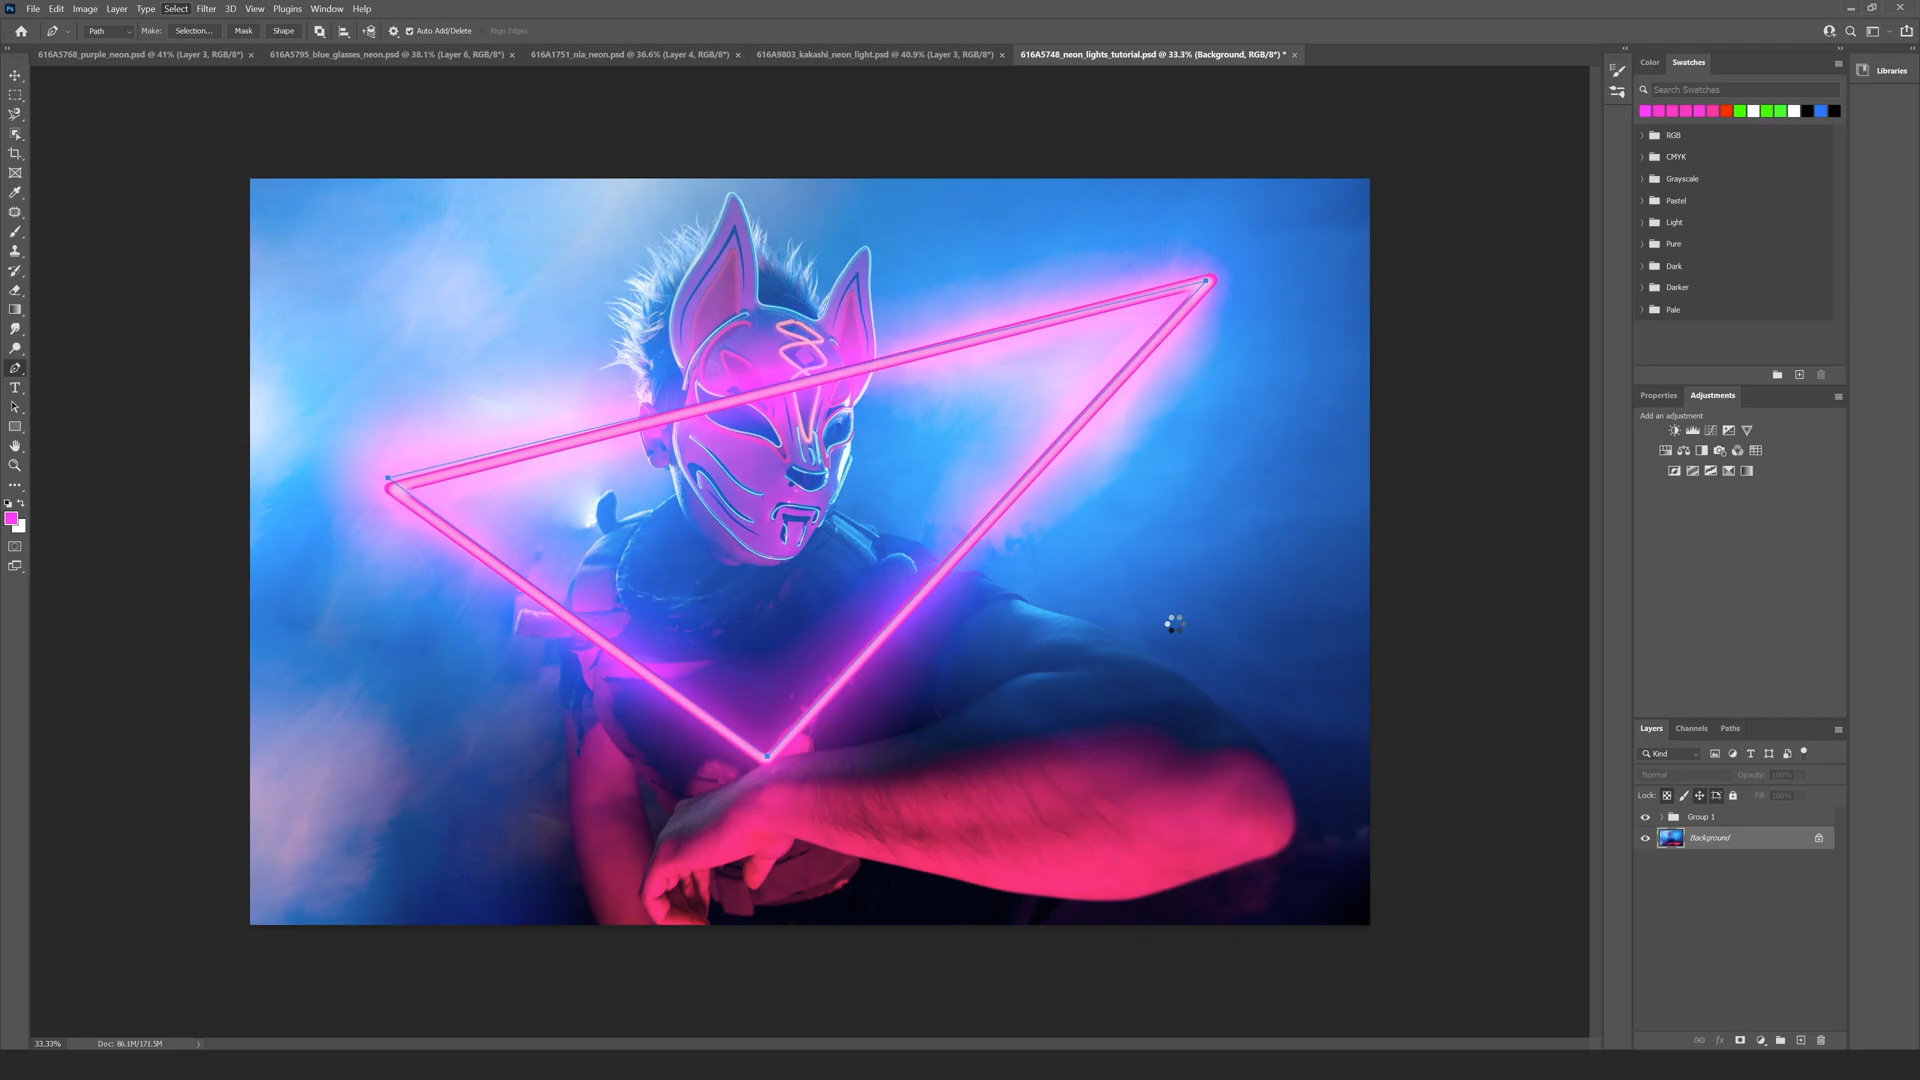 Ps File Edit Image Layer Type Select Filter 3D View Plugins Window Help
Path Make: Selection... Mask Shape Auto Add/Delete Align Edges
616A5768_purple_neon.psd @ 41% (Layer 3, RGB/8*) × 616A5795_blue_glasses_neon.psd @ 38.1% (Layer 6, RGB/8*) × 616A1751_nia_neon.psd @ 36.6% (Layer 4, RGB/8*) × 616A9803_kakashi_neon_light.psd @ 40.9% (Layer 3, RGB/8*) × 616A5748_neon_lights_tutorial.psd @ 33.3% (Background, RGB/8*) * ×
Color Swatches
Libraries
Search Swatches
RGB
CMYK
Grayscale
Pastel
Light
Pure
Dark
Darker
Pale
Properties Adjustments
Add an adjustment
Layers Channels Paths
Kind
Normal Opacity: 100%
Lock: Fill: 100%
Group 1
Background
fx
33.33% Doc: 86.1M/171.5M